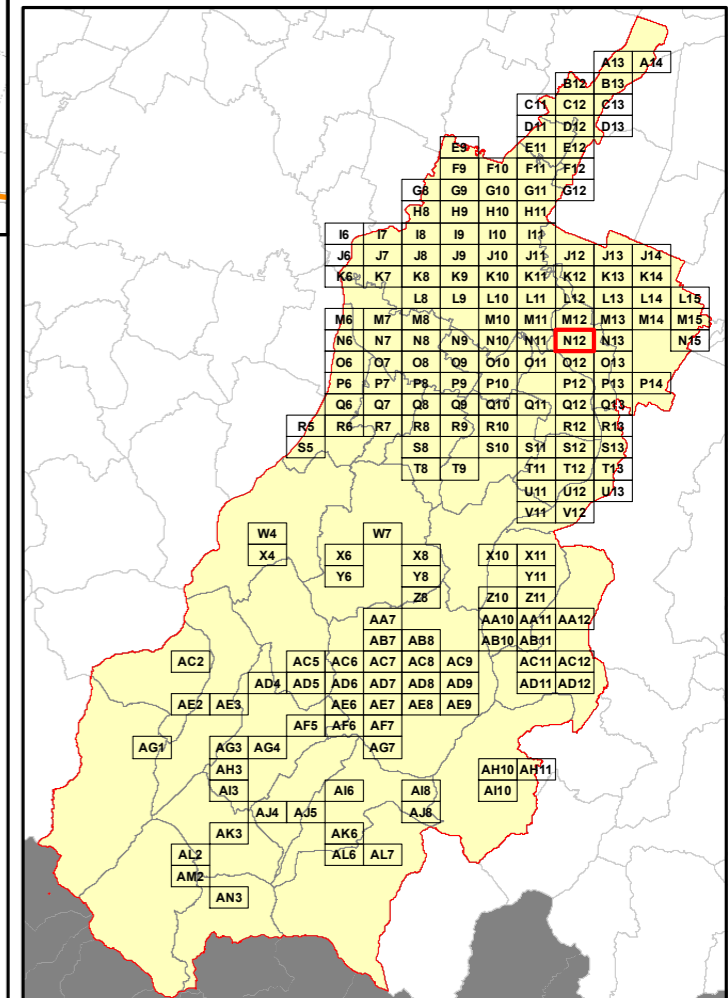 A13 A14
B12 B13
C11 C12 C13
D11 D12 D13
E9 E11 E12
F9 F10 F11 F12
G8 G9 G10 G11 G12
H8 H9 H10 H11
I6 I7 I8 I9 I10 I11
J6 J7 J8 J9 J10 J11 J12 J13 J14
K6 K7 K8 K9 K10 K11 K12 K13 K14
L8 L9 L10 L11 L12 L13 L14 L15
M6 M7 M8 M10 M11 M12 M13 M14 M15
N6 N7 N8 N9 N10 N11 N12 N13 N15
O6 O7 O8 O9 O10 O11 O12 O13
P6 P7 P8 P9 P10 P12 P13 P14
Q6 Q7 Q8 Q9 Q10 Q11 Q12 Q13
R5 R6 R7 R8 R9 R10 R12 R13
S5 S8 S10 S11 S12 S13
T8 T9 T11 T12 T13
U11 U12 U13
V11 V12
W4 W7
X4 X6 X8 X10 X11
Y6 Y8 Y11
Z8 Z10 Z11
AA7 AA10 AA11 AA12
AB7 AB8 AB10 AB11
AC2 AC5 AC6 AC7 AC8 AC9 AC11 AC12
AD4 AD5 AD6 AD7 AD8 AD9 AD11 AD12
AE2 AE3 AE6 AE7 AE8 AE9
AF5 AF6 AF7
AG1 AG3 AG4 AG7
AH3 AH10 AH11
AI3 AI6 AI8 AI10
AJ4 AJ5 AJ8
AK3 AK6
AL2 AL6 AL7
AM2
AN3